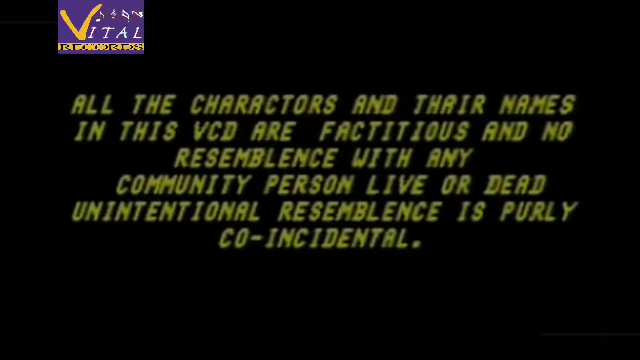 VITAL
RECORDS
ALL THE CHARACTORS AND THAIR NAMES
IN THIS VCD ARE FACTITIOUS AND NO
RESEMBLENCE WITH ANY
COMMUNITY PERSON LIVE OR DEAD
UNINTENTIONAL RESEMBLENCE IS PURLY
CO-INCIDENTAL.